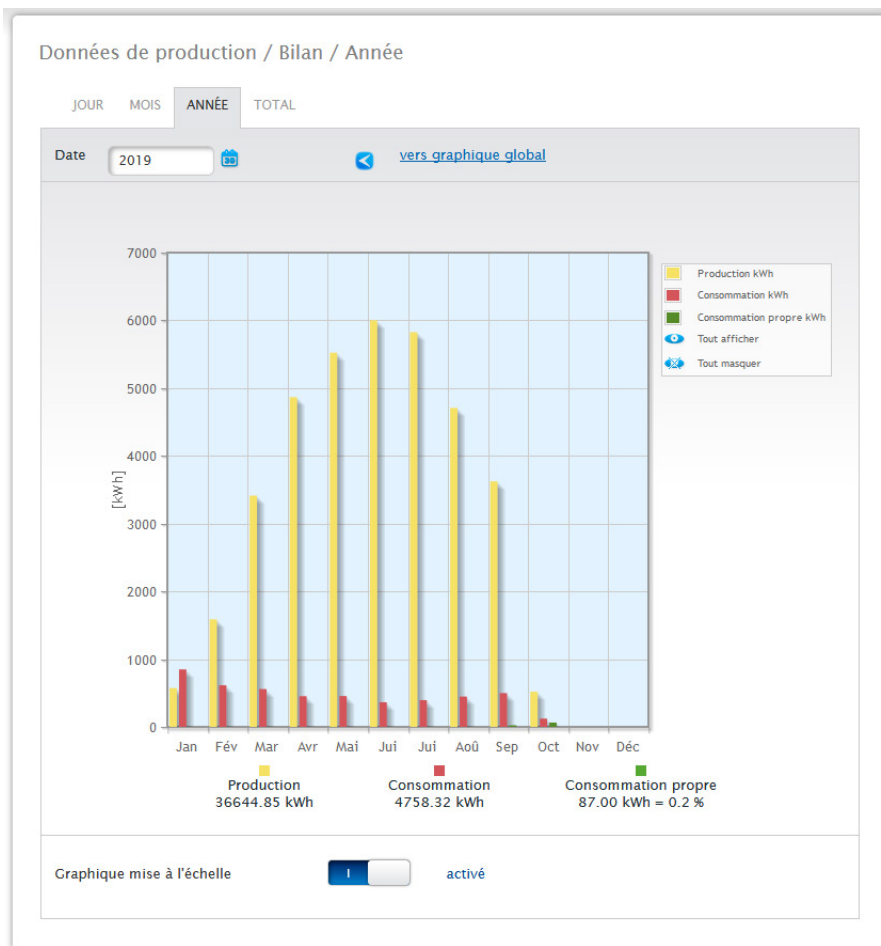 Données de production / Bilan / Année
JOUR MOIS ANNÉE TOTAL
Date 2019 30 vers graphique global
7000
6000
5000
4000
3000
2000
1000
0
[kWh]
Jan Fév Mar Avr Mai Jui Jui Aoû Sep Oct Nov Déc
Production kWh
Consommation kWh
Consommation propre kWh
Tout afficher
Tout masquer
Production
36644.85 kWh
Consommation
4758.32 kWh
Consommation propre
87.00 kWh = 0.2 %
Graphique mise à l'échelle I activé